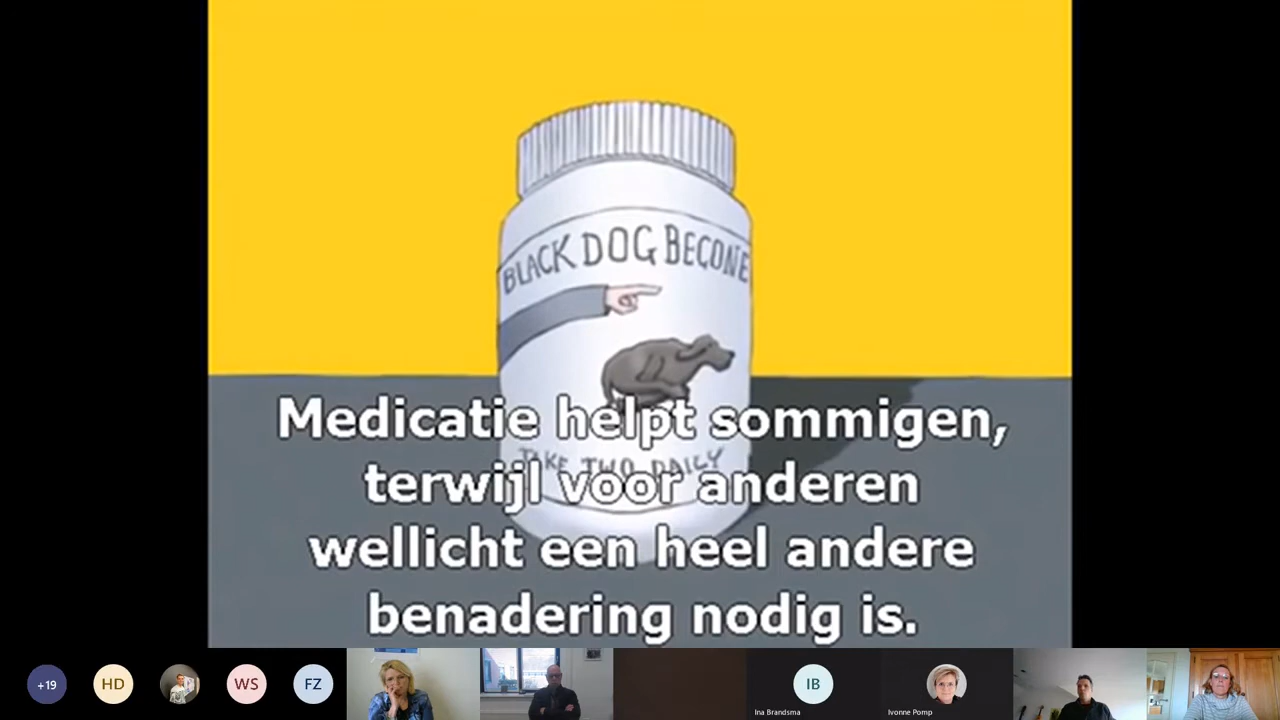 BLACK DOG BEGONE
TAKE TWO DAILY
Medicatie helpt sommigen,
terwijl voor anderen
wellicht een heel andere
benadering nodig is.
+19
HD
WS
FZ
IB
Ina Brandsma
Ivonne Pomp